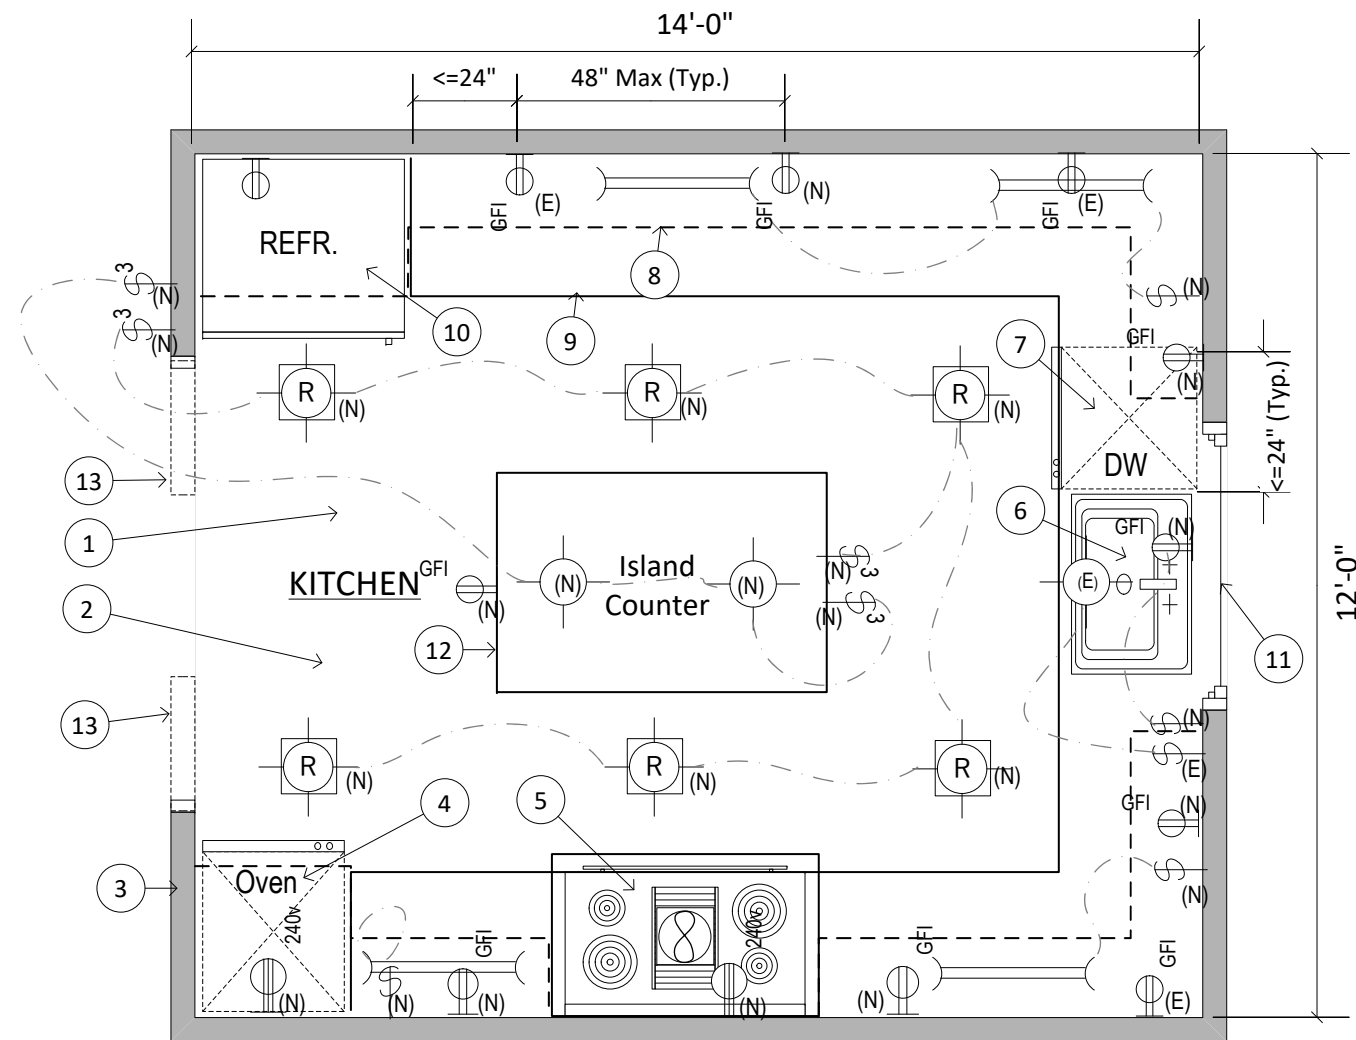 14'-0"
<=24"
48" Max (Typ.)
GFI
(E)
GFI
(N)
GFI
(E)
REFR.
8
3
(N)
3
(N)
10
9
(N)
GFI
(N)
7
<=24" (Typ.)
R
(N)
R
(N)
R
(N)
13
DW
1
6
GFI
(N)
KITCHEN
GFI
(N)
(N)
Island
Counter
(N)
(N)
3
(N)
3
(E)
12'-0"
2
12
11
13
(N)
(E)
R
(N)
R
(N)
R
(N)
4
5
GFI
(N)
3
Oven
240v
(N)
(N)
GFI
(N)
240v
(N)
GFI
(N)
(N)
GFI
(E)